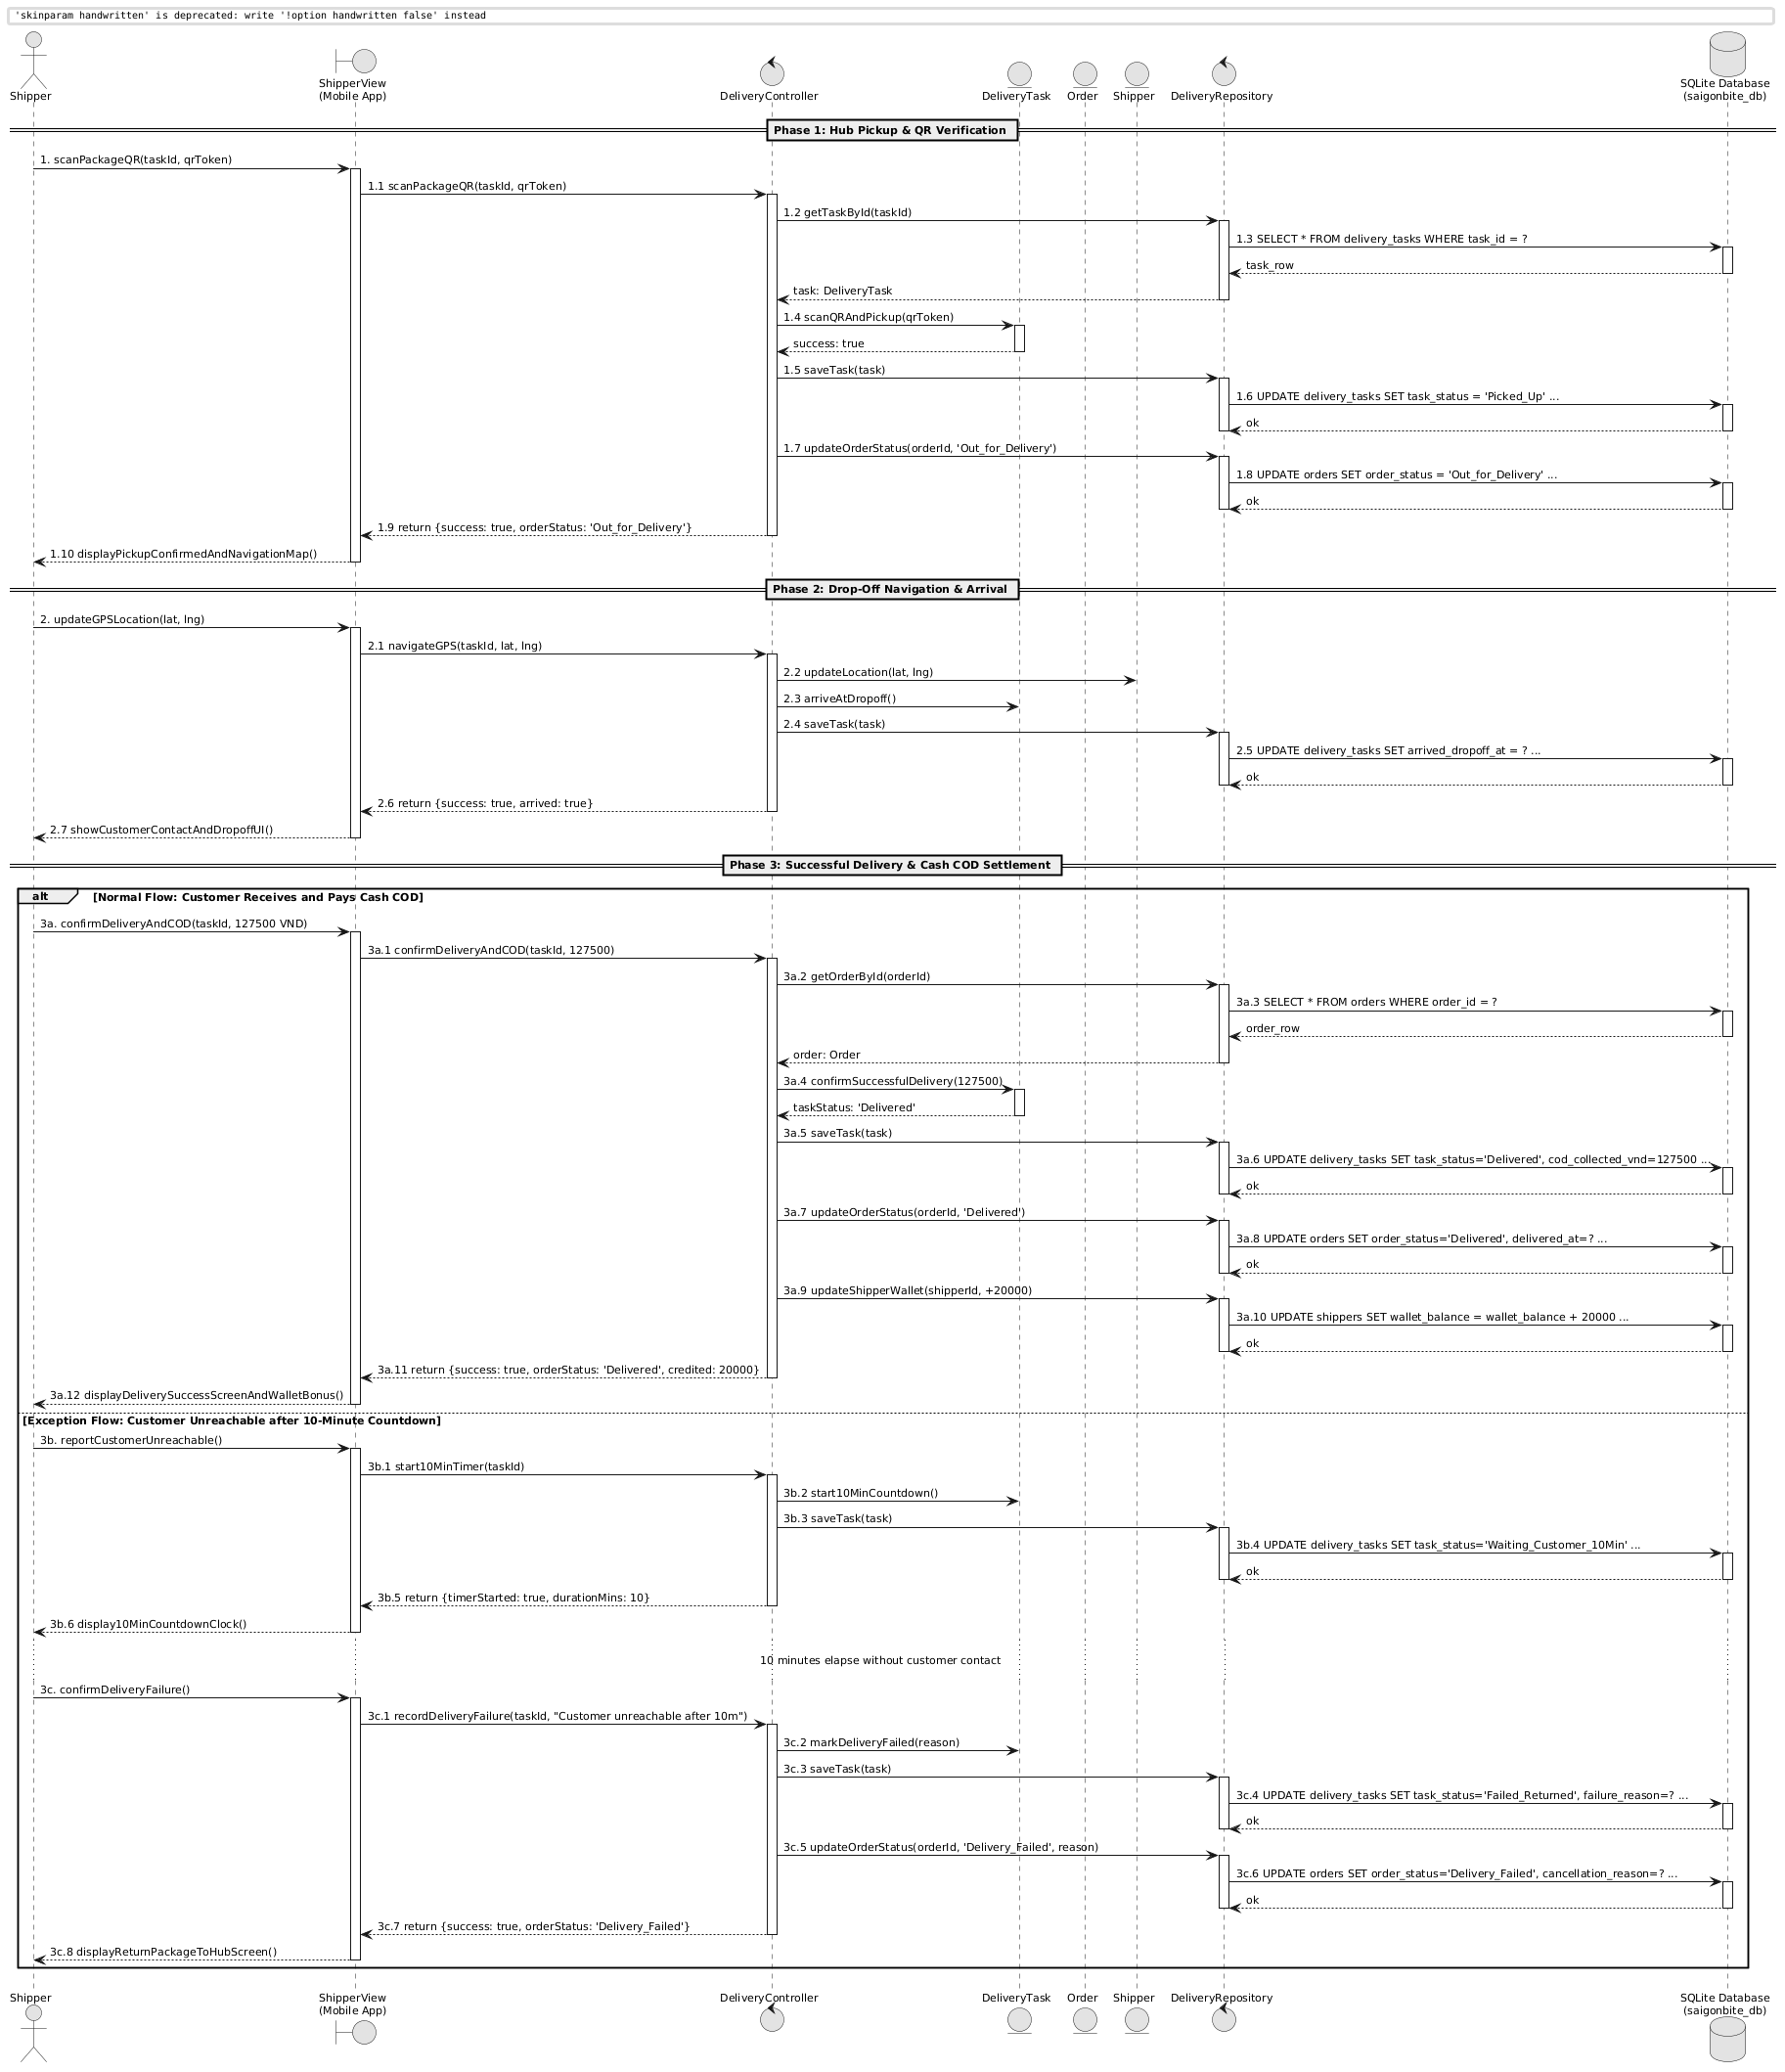 'skinparam handwritten' is deprecated: write '!option handwritten false' instead
Shipper
ShipperView
(Mobile App)
DeliveryController
DeliveryTask
Order
Shipper
DeliveryRepository
SQLite Database
(saigonbite_db)
Phase 1: Hub Pickup & QR Verification
1. scanPackageQR(taskId, qrToken)
1.1 scanPackageQR(taskId, qrToken)
1.2 getTaskById(taskId)
1.3 SELECT * FROM delivery_tasks WHERE task_id = ?
task_row
task: DeliveryTask
1.4 scanQRAndPickup(qrToken)
success: true
1.5 saveTask(task)
1.6 UPDATE delivery_tasks SET task_status = 'Picked_Up' ...
ok
1.7 updateOrderStatus(orderId, 'Out_for_Delivery')
1.8 UPDATE orders SET order_status = 'Out_for_Delivery' ...
ok
1.9 return {success: true, orderStatus: 'Out_for_Delivery'}
1.10 displayPickupConfirmedAndNavigationMap()
Phase 2: Drop-Off Navigation & Arrival
2. updateGPSLocation(lat, lng)
2.1 navigateGPS(taskId, lat, lng)
2.2 updateLocation(lat, lng)
2.3 arriveAtDropoff()
2.4 saveTask(task)
2.5 UPDATE delivery_tasks SET arrived_dropoff_at = ? ...
ok
2.6 return {success: true, arrived: true}
2.7 showCustomerContactAndDropoffUI()
Phase 3: Successful Delivery & Cash COD Settlement
alt [Normal Flow: Customer Receives and Pays Cash COD]
3a. confirmDeliveryAndCOD(taskId, 127500 VND)
3a.1 confirmDeliveryAndCOD(taskId, 127500)
3a.2 getOrderById(orderId)
3a.3 SELECT * FROM orders WHERE order_id = ?
order_row
order: Order
3a.4 confirmSuccessfulDelivery(127500)
taskStatus: 'Delivered'
3a.5 saveTask(task)
3a.6 UPDATE delivery_tasks SET task_status='Delivered', cod_collected_vnd=127500 ...
ok
3a.7 updateOrderStatus(orderId, 'Delivered')
3a.8 UPDATE orders SET order_status='Delivered', delivered_at=? ...
ok
3a.9 updateShipperWallet(shipperId, +20000)
3a.10 UPDATE shippers SET wallet_balance = wallet_balance + 20000 ...
ok
3a.11 return {success: true, orderStatus: 'Delivered', credited: 20000}
3a.12 displayDeliverySuccessScreenAndWalletBonus()
[Exception Flow: Customer Unreachable after 10-Minute Countdown]
3b. reportCustomerUnreachable()
3b.1 start10MinTimer(taskId)
3b.2 start10MinCountdown()
3b.3 saveTask(task)
3b.4 UPDATE delivery_tasks SET task_status='Waiting_Customer_10Min' ...
ok
3b.5 return {timerStarted: true, durationMins: 10}
3b.6 display10MinCountdownClock()
10 minutes elapse without customer contact
3c. confirmDeliveryFailure()
3c.1 recordDeliveryFailure(taskId, "Customer unreachable after 10m")
3c.2 markDeliveryFailed(reason)
3c.3 saveTask(task)
3c.4 UPDATE delivery_tasks SET task_status='Failed_Returned', failure_reason=? ...
ok
3c.5 updateOrderStatus(orderId, 'Delivery_Failed', reason)
3c.6 UPDATE orders SET order_status='Delivery_Failed', cancellation_reason=? ...
ok
3c.7 return {success: true, orderStatus: 'Delivery_Failed'}
3c.8 displayReturnPackageToHubScreen()
Shipper
ShipperView
(Mobile App)
DeliveryController
DeliveryTask
Order
Shipper
DeliveryRepository
SQLite Database
(saigonbite_db)